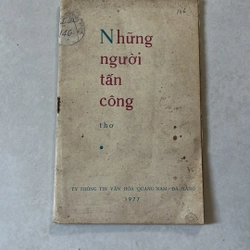 Những
người
tấn
công
thơ
TY THÔNG TIN VĂN HÓA QUẢNG NAM - ĐÀ NẴNG
1977